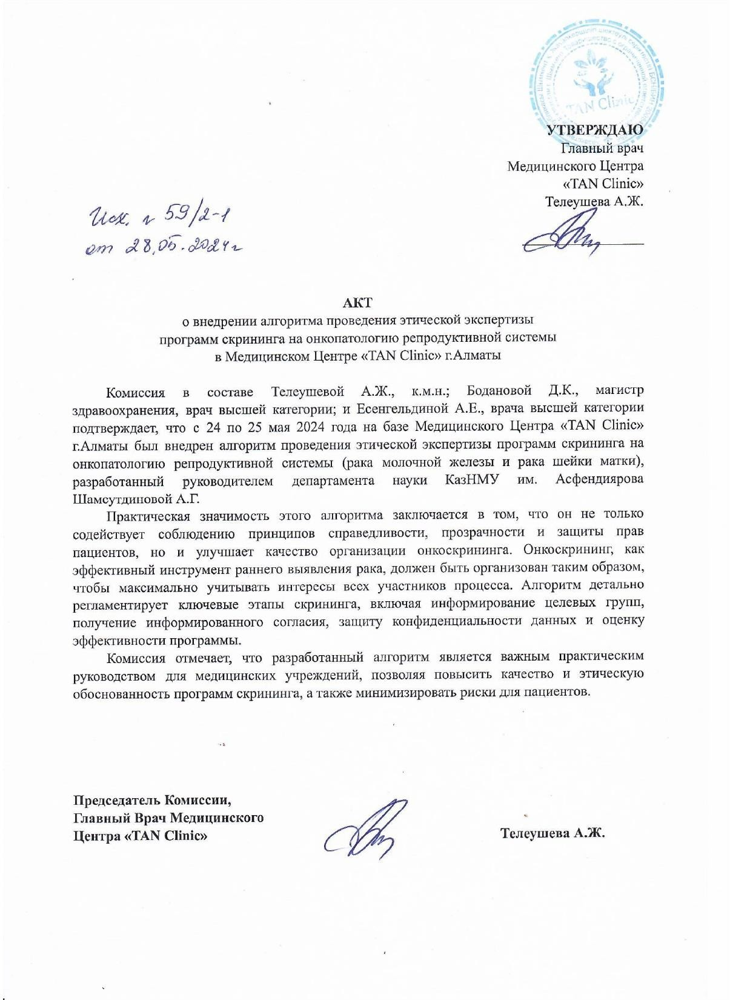 TAN Clinic
УТВЕРЖДАЮ
Главный врач
Медицинского Центра
«TAN Clinic»
Телеушева А.Ж.
Исх. № 59/2-1
от 28.05.2024 г
АКТ
о внедрении алгоритма проведения этической экспертизы
программ скрининга на онкопатологию репродуктивной системы
в Медицинском Центре «TAN Clinic» г.Алматы
Комиссия в составе Телеушевой А.Ж., к.м.н.; Бодановой Д.К., магистр
здравоохранения, врач высшей категории; и Есенгельдиной А.Е., врача высшей категории
подтверждает, что с 24 по 25 мая 2024 года на базе Медицинского Центра «TAN Clinic»
г.Алматы был внедрен алгоритм проведения этической экспертизы программ скрининга на
онкопатологию репродуктивной системы (рака молочной железы и рака шейки матки),
разработанный руководителем департамента науки КазНМУ им. Асфендиярова
Шамсутдиновой А.Г.
Практическая значимость этого алгоритма заключается в том, что он не только
содействует соблюдению принципов справедливости, прозрачности и защиты прав
пациентов, но и улучшает качество организации онкоскрининга. Онкоскрининг, как
эффективный инструмент раннего выявления рака, должен быть организован таким образом,
чтобы максимально учитывать интересы всех участников процесса. Алгоритм детально
регламентирует ключевые этапы скрининга, включая информирование целевых групп,
получение информированного согласия, защиту конфиденциальности данных и оценку
эффективности программы.
Комиссия отмечает, что разработанный алгоритм является важным практическим
руководством для медицинских учреждений, позволяя повысить качество и этическую
обоснованность программ скрининга, а также минимизировать риски для пациентов.
Председатель Комиссии,
Главный Врач Медицинского
Центра «TAN Clinic»
Телеушева А.Ж.